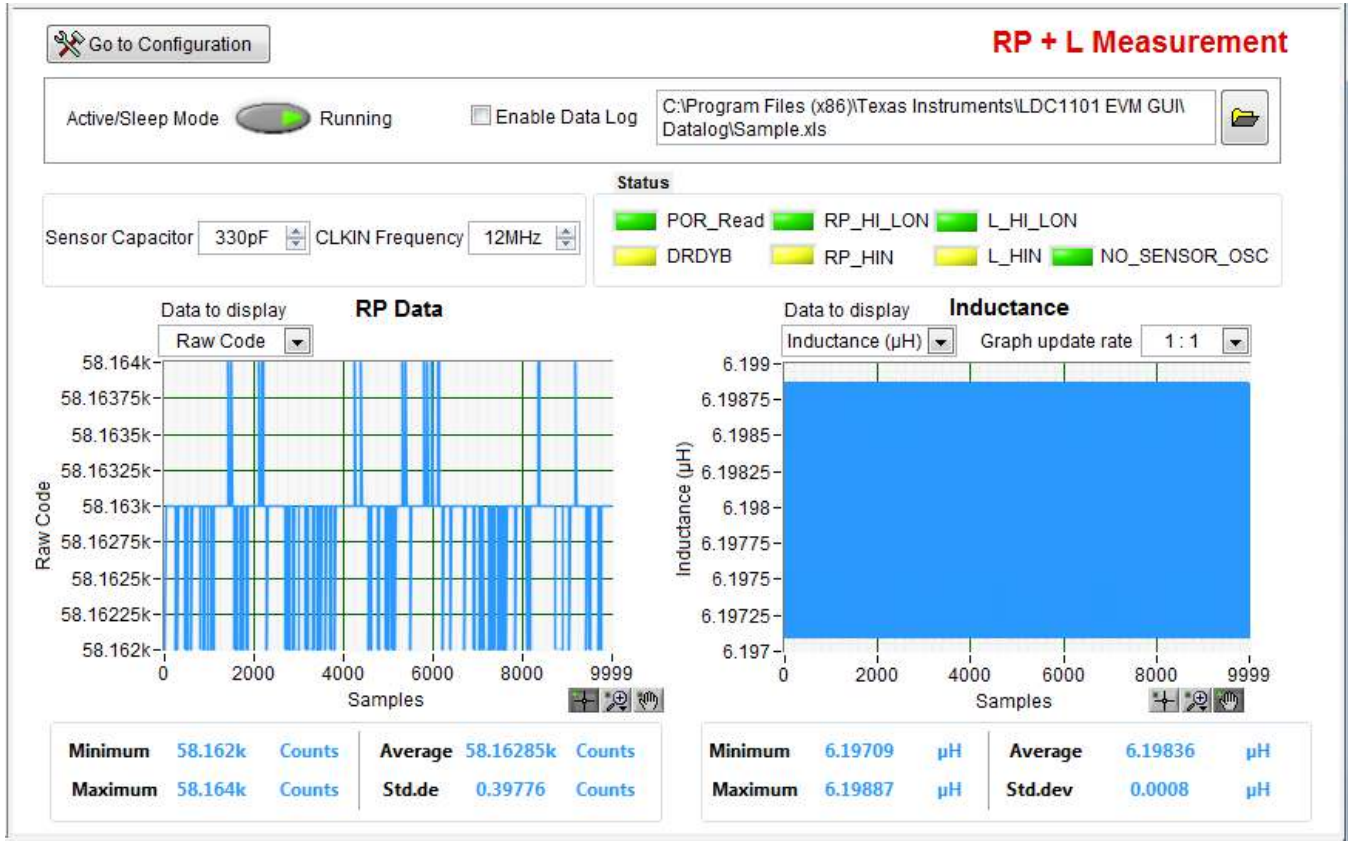 Go to Configuration
RP + L Measurement
Active/Sleep Mode Running Enable Data Log C:\Program Files (x86)\Texas Instruments\LDC1101 EVM GUI\
Datalog\Sample.xls
Status
Sensor Capacitor 330pF CLKIN Frequency 12MHz
POR_Read RP_HI_LON L_HI_LON
DRDYB RP_HIN L_HIN NO_SENSOR_OSC
Data to display RP Data
Raw Code
58.164k
58.16375k
58.1635k
58.16325k
58.163k
58.16275k
58.1625k
58.16225k
58.162k
Raw Code
0 2000 4000 6000 8000 9999
Samples
Data to display Inductance
Inductance (µH) Graph update rate 1 : 1
6.199
6.19875
6.1985
6.19825
6.198
6.19775
6.1975
6.19725
6.197
Inductance (µH)
0 2000 4000 6000 8000 9999
Samples
Minimum 58.162k Counts Average 58.16285k Counts
Maximum 58.164k Counts Std.de 0.39776 Counts
Minimum 6.19709 µH Average 6.19836 µH
Maximum 6.19887 µH Std.dev 0.0008 µH